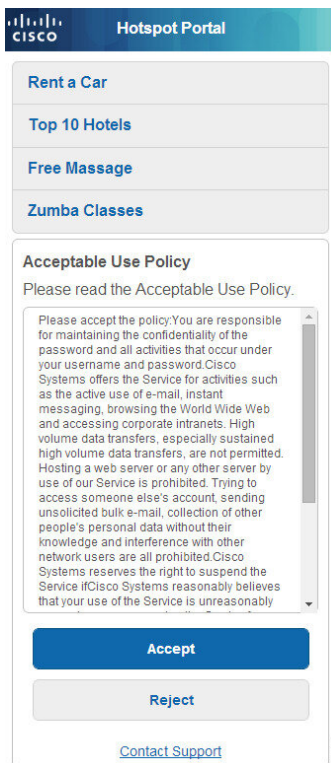 CISCO
Hotspot Portal
Rent a Car
Top 10 Hotels
Free Massage
Zumba Classes
Acceptable Use Policy
Please read the Acceptable Use Policy.
Please accept the policy:You are responsible
for maintaining the confidentiality of the
password and all activities that occur under
your username and password.Cisco
Systems offers the Service for activities such
as the active use of e-mail, instant
messaging, browsing the World Wide Web
and accessing corporate intranets. High
volume data transfers, especially sustained
high volume data transfers, are not permitted.
Hosting a web server or any other server by
use of our Service is prohibited. Trying to
access someone else's account, sending
unsolicited bulk e-mail, collection of other
people's personal data without their
knowledge and interference with other
network users are all prohibited.Cisco
Systems reserves the right to suspend the
Service ifCisco Systems reasonably believes
that your use of the Service is unreasonably
Accept
Reject
Contact Support